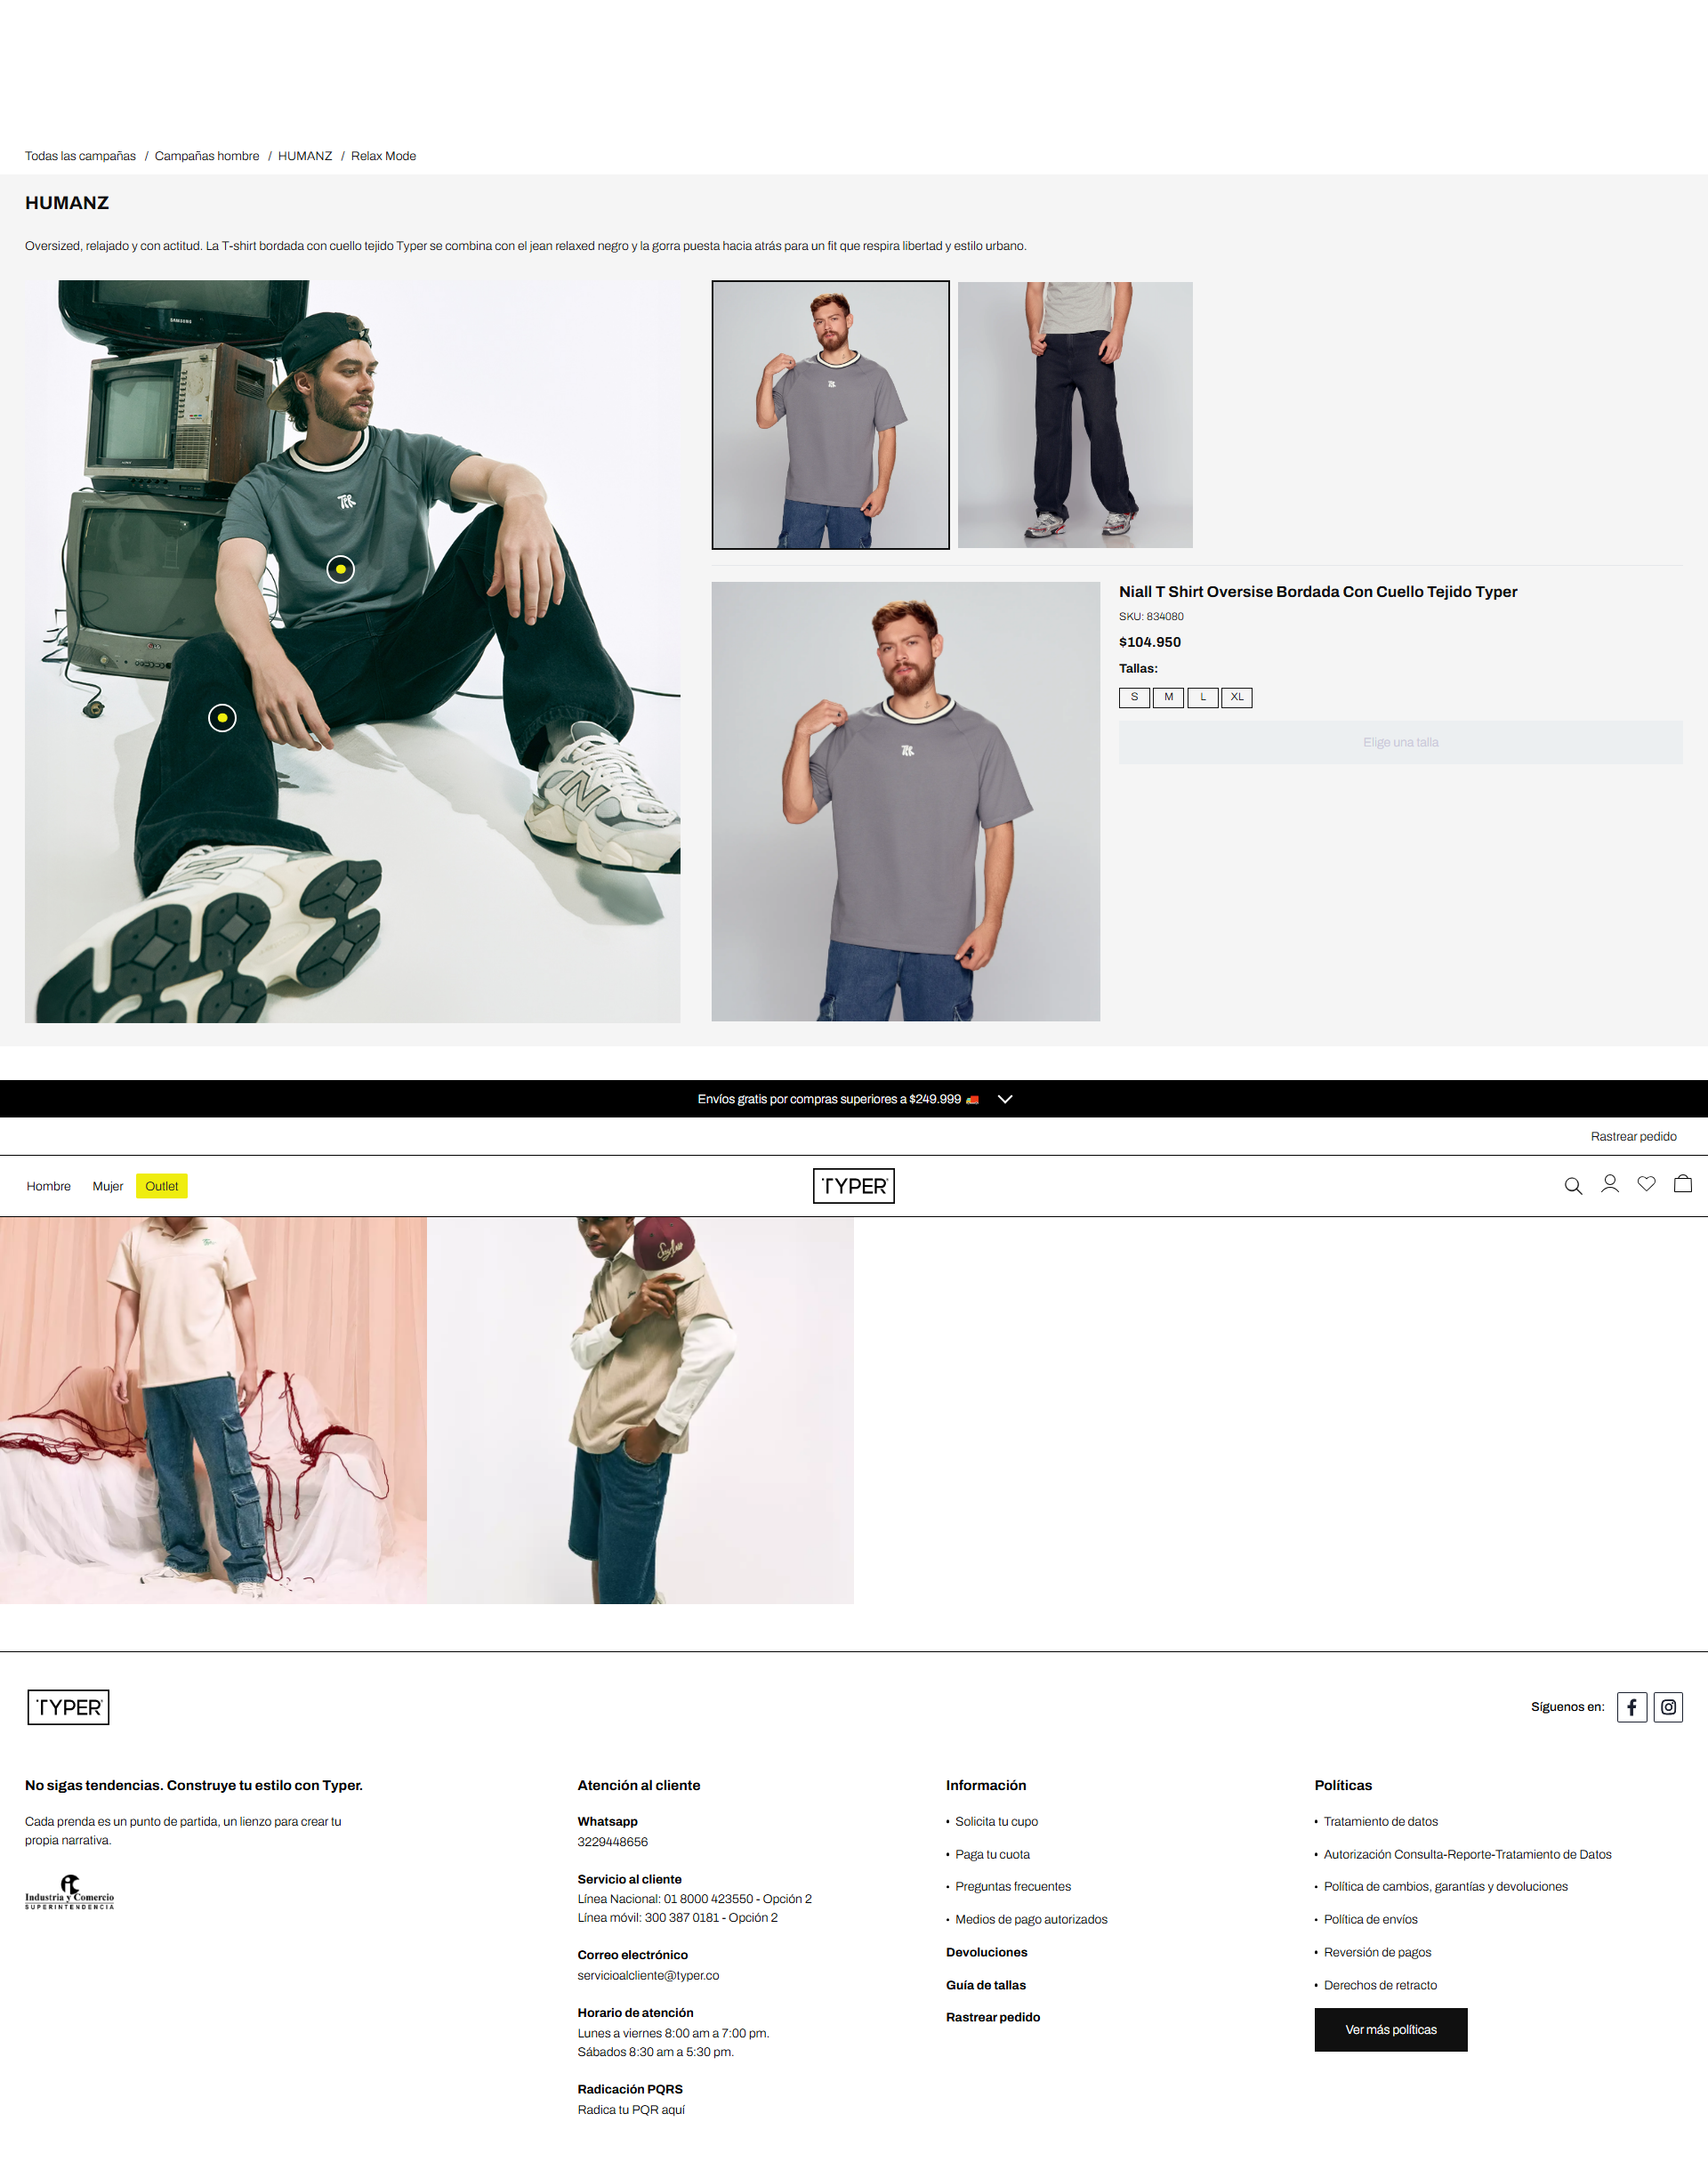 Todas las campañas / Campañas hombre / HUMANZ / Relax Mode
HUMANZ
Oversized, relajado y con actitud. La T-shirt bordada con cuello tejido Typer se combina con el jean relaxed negro y la gorra puesta hacia atrás para un fit que respira libertad y estilo urbano.
SAMSUNG
TPR
N
N
Niall T Shirt Oversise Bordada Con Cuello Tejido Typer
SKU: 834080
$104.950
Tallas:
S M L XL
Elige una talla
Envíos gratis por compras superiores a $249.999
Rastrear pedido
Hombre Mujer Outlet
TYPER
TYPER
Síguenos en:
No sigas tendencias. Construye tu estilo con Typer.
Cada prenda es un punto de partida, un lienzo para crear tu
propia narrativa.
Industria y Comercio
SUPERINTENDENCIA
Atención al cliente
Whatsapp
3229448656
Servicio al cliente
Línea Nacional: 01 8000 423550 - Opción 2
Línea móvil: 300 387 0181 - Opción 2
Correo electrónico
servicioalcliente@typer.co
Horario de atención
Lunes a viernes 8:00 am a 7:00 pm.
Sábados 8:30 am a 5:30 pm.
Radicación PQRS
Radica tu PQR aquí
Información
• Solicita tu cupo
• Paga tu cuota
• Preguntas frecuentes
• Medios de pago autorizados
Devoluciones
Guía de tallas
Rastrear pedido
Políticas
• Tratamiento de datos
• Autorización Consulta-Reporte-Tratamiento de Datos
• Política de cambios, garantías y devoluciones
• Política de envíos
• Reversión de pagos
• Derechos de retracto
Ver más políticas